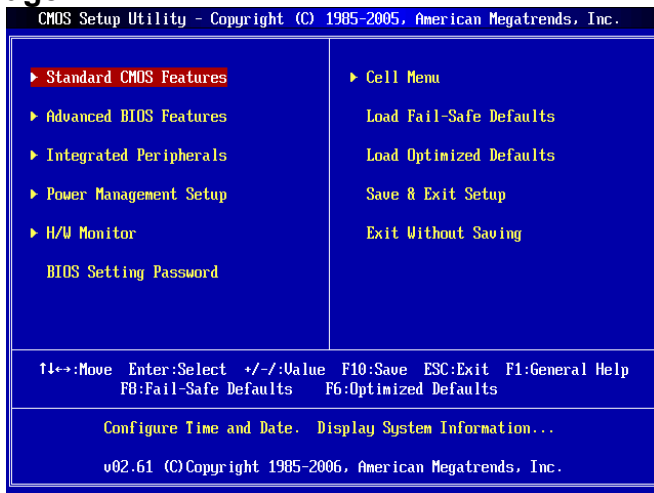 CMOS Setup Utility - Copyright (C) 1985-2005, American Megatrends, Inc.
▶ Standard CMOS Features
▶ Advanced BIOS Features
▶ Integrated Peripherals
▶ Power Management Setup
▶ H/W Monitor
BIOS Setting Password
▶ Cell Menu
Load Fail-Safe Defaults
Load Optimized Defaults
Save & Exit Setup
Exit Without Saving
↑↓←→:Move Enter:Select +/-/:Value F10:Save ESC:Exit F1:General Help
F8:Fail-Safe Defaults F6:Optimized Defaults
Configure Time and Date. Display System Information...
v02.61 (C)Copyright 1985-2006, American Megatrends, Inc.